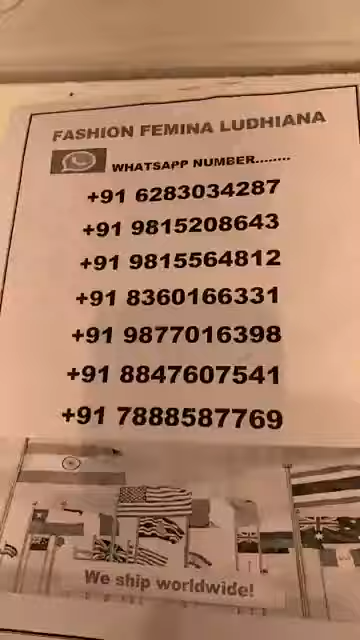 FASHION FEMINA LUDHIANA
WHATSAPP NUMBER........
+91 6283034287
+91 9815208643
+91 9815564812
+91 8360166331
+91 9877016398
+91 8847607541
+91 7888587769
We ship worldwide!